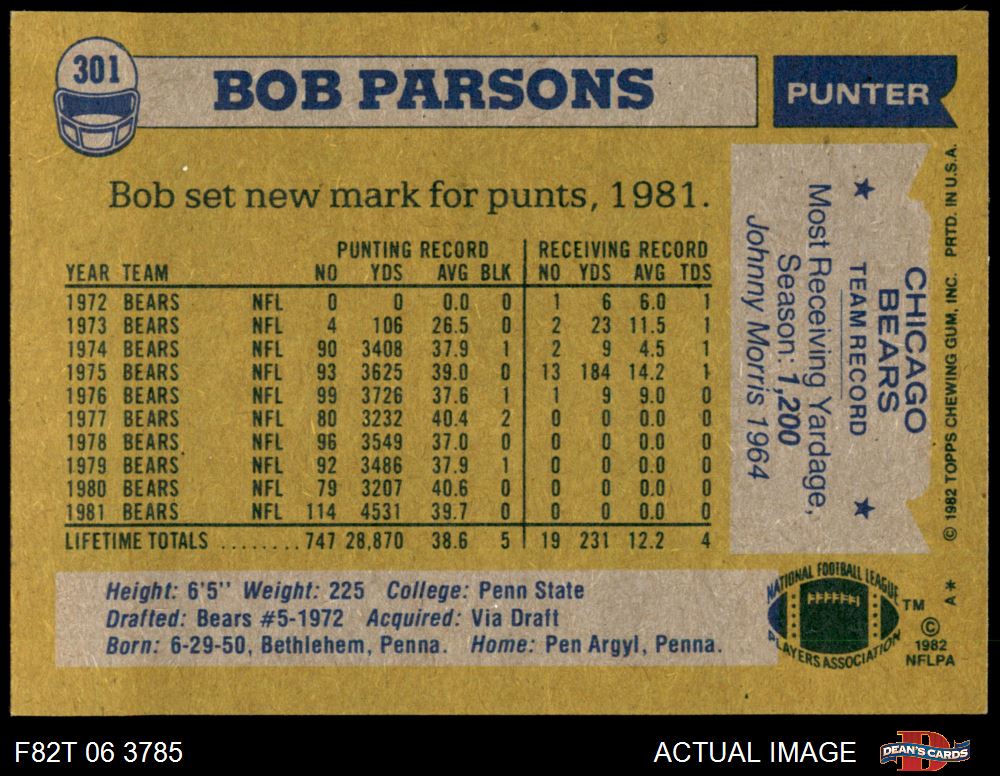 301
BOB PARSONS
PUNTER
Bob set new mark for punts, 1981.
PUNTING RECORD RECEIVING RECORD
YEAR TEAM NO YDS AVG BLK NO YDS AVG TDS
1972 BEARS NFL 0 0 0.0 0 1 6 6.0 1
1973 BEARS NFL 4 106 26.5 0 2 23 11.5 1
1974 BEARS NFL 90 3408 37.9 1 2 9 4.5 1
1975 BEARS NFL 93 3625 39.0 0 13 184 14.2 1
1976 BEARS NFL 99 3726 37.6 1 1 9 9.0 0
1977 BEARS NFL 80 3232 40.4 2 0 0 0.0 0
1978 BEARS NFL 96 3549 37.0 0 0 0 0.0 0
1979 BEARS NFL 92 3486 37.9 1 0 0 0.0 0
1980 BEARS NFL 79 3207 40.6 0 0 0 0.0 0
1981 BEARS NFL 114 4531 39.7 0 0 0 0.0 0
LIFETIME TOTALS ........ 747 28,870 38.6 5 19 231 12.2 4
Height: 6'5" Weight: 225 College: Penn State
Drafted: Bears #5-1972 Acquired: Via Draft
Born: 6-29-50, Bethlehem, Penna. Home: Pen Argyl, Penna.
CHICAGO
BEARS
★ TEAM RECORD ★
Most Receiving Yardage,
Season: 1,200
Johnny Morris 1964
© 1982 TOPPS CHEWING GUM, INC. PRTD. IN U.S.A.
A*
NATIONAL FOOTBALL LEAGUE
PLAYERS ASSOCIATION
TM
©
1982
NFLPA
F82T 06 3785
ACTUAL IMAGE
D
DEAN'S CARDS